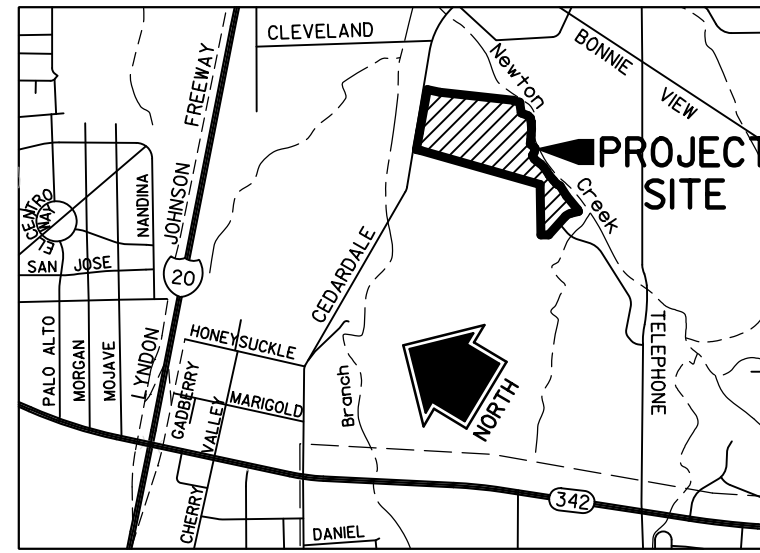 CLEVELAND
Newton
BONNIE
VIEW
FREEWAY
PROJECT
SITE
Creek
NANDINA
JOHNSON
EL CENTRO
WAY
SAN JOSE
20
CEDARDALE
PALO ALTO
MORGAN
MOJAVE
LYNDON
HONEYSUCKLE
TELEPHONE
GADBERRY
VALLEY
MARIGOLD
Branch
NORTH
CHERRY
342
DANIEL